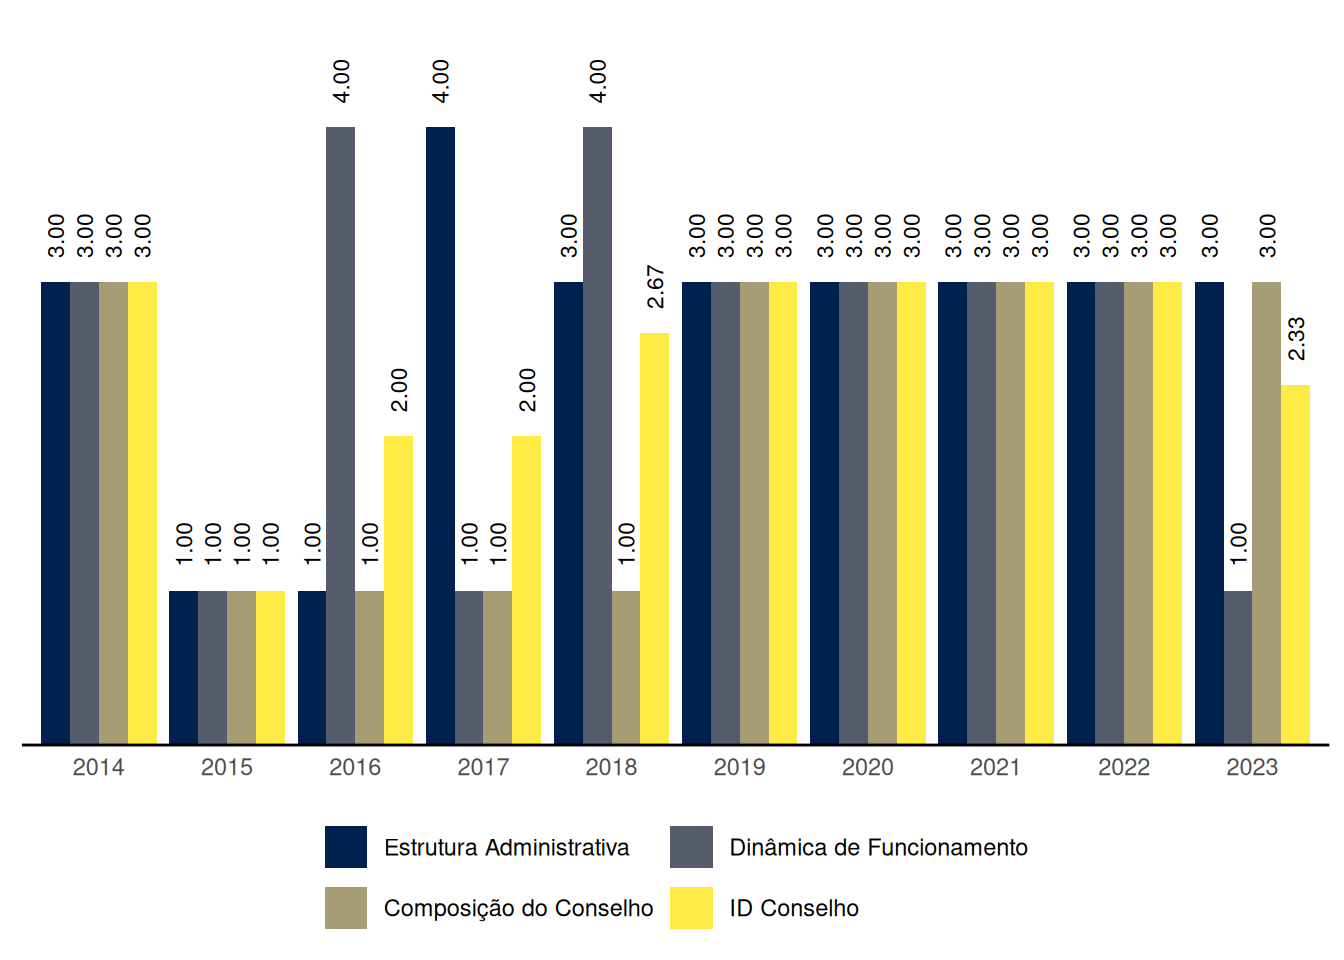 4.00 4.00 4.00
3.00 3.00 3.00 3.00 3.00 3.00 3.00 3.00 3.00 3.00 3.00 3.00 3.00 3.00 3.00 3.00 3.00 3.00 3.00 3.00 3.00 3.00 3.00
2.67
2.33
2.00 2.00
1.00 1.00 1.00 1.00 1.00 1.00 1.00 1.00 1.00 1.00
2014 2015 2016 2017 2018 2019 2020 2021 2022 2023
Estrutura Administrativa Dinâmica de Funcionamento
Composição do Conselho ID Conselho